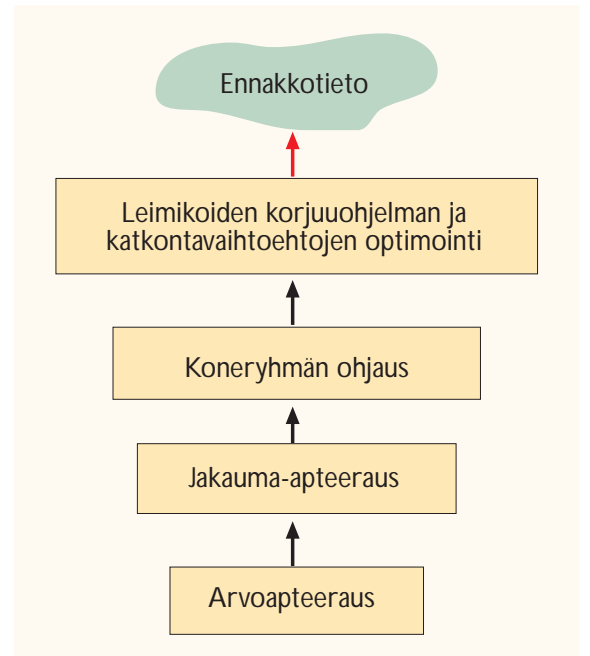 Ennakkotieto
Leimikoiden korjuuohjelman ja
katkontavaihtoehtojen optimointi
Koneryhmän ohjaus
Jakauma-apteeraus
Arvoapteeraus